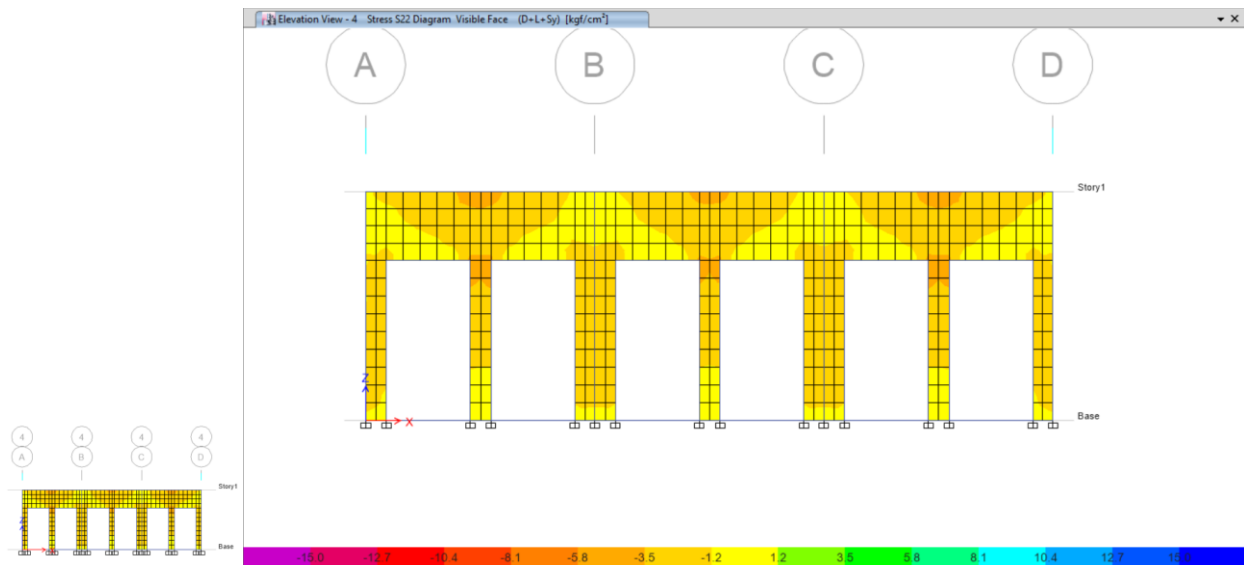 Elevation View - 4 Stress S22 Diagram Visible Face (D+L+Sy) [kgf/cm²]
A B C D
Story1
Z
X
Base
4 4 4 4
A B C D
Story1
Base
-15.0 -12.7 -10.4 -8.1 -5.8 -3.5 -1.2 1.2 3.5 5.8 8.1 10.4 12.7